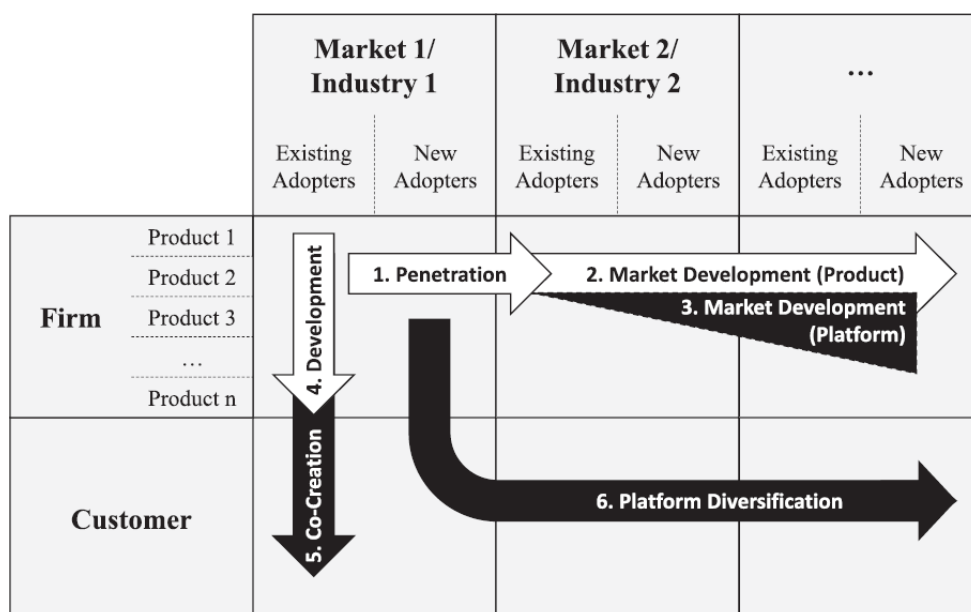 Market 1/
Industry 1
Market 2/
Industry 2
...
Existing
Adopters
New
Adopters
Existing
Adopters
New
Adopters
Existing
Adopters
New
Adopters
Firm
Product 1
Product 2
Product 3
...
Product n
1. Penetration
2. Market Development (Product)
3. Market Development
(Platform)
4. Development
5. Co-Creation
6. Platform Diversification
Customer